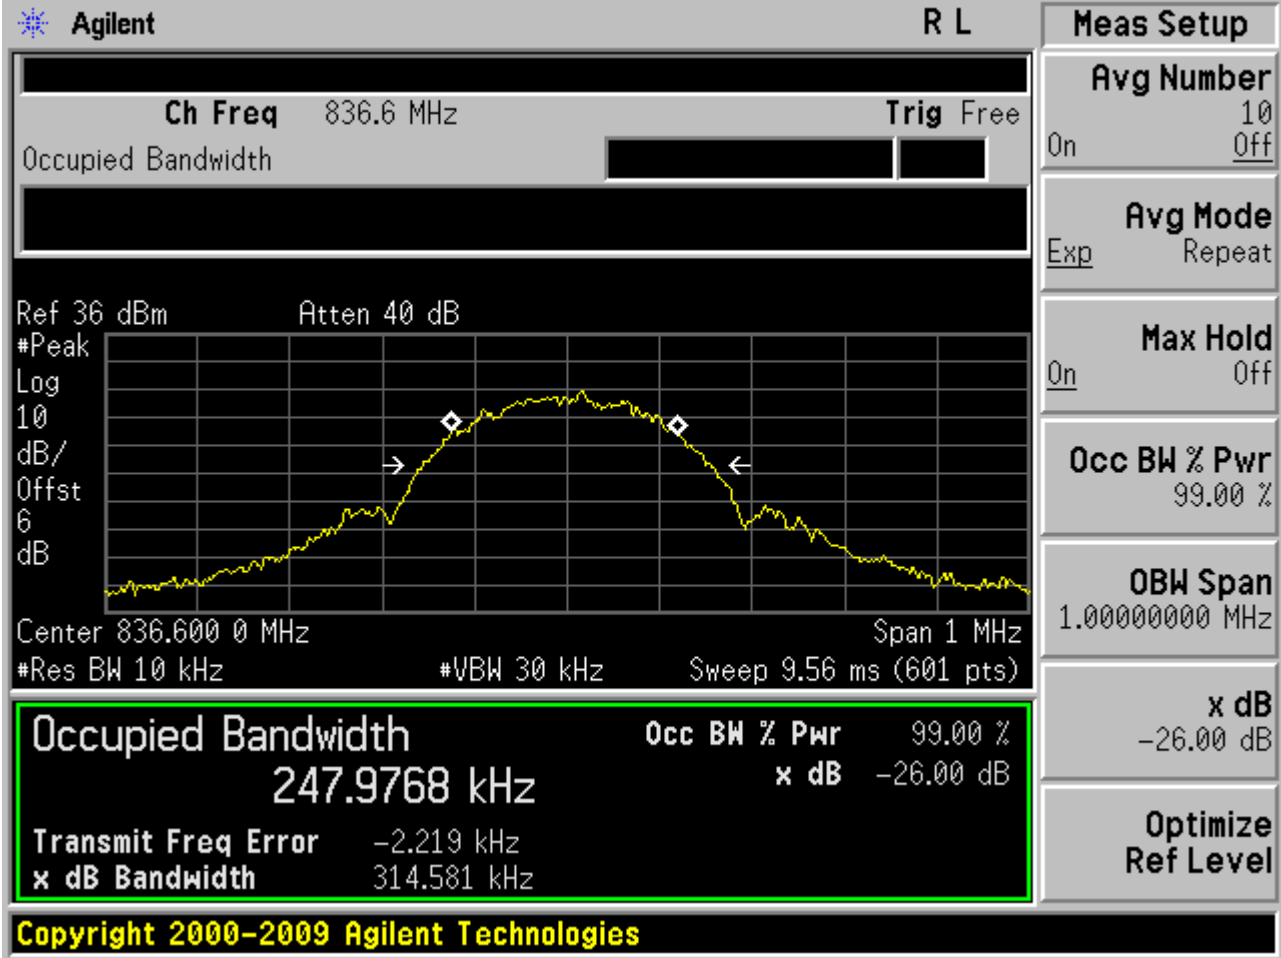 Agilent R L
Ch Freq 836.6 MHz Trig Free
Occupied Bandwidth
Ref 36 dBm Atten 40 dB
#Peak
Log
10
dB/
Offst
6
dB
Center 836.600 0 MHz Span 1 MHz
#Res BW 10 kHz #VBW 30 kHz Sweep 9.56 ms (601 pts)
Occupied Bandwidth Occ BW % Pwr 99.00 %
247.9768 kHz x dB -26.00 dB
Transmit Freq Error -2.219 kHz
x dB Bandwidth 314.581 kHz
Copyright 2000-2009 Agilent Technologies
Meas Setup
Avg Number
10
On Off
Avg Mode
Exp Repeat
Max Hold
On Off
Occ BW % Pwr
99.00 %
OBW Span
1.00000000 MHz
x dB
-26.00 dB
Optimize
Ref Level